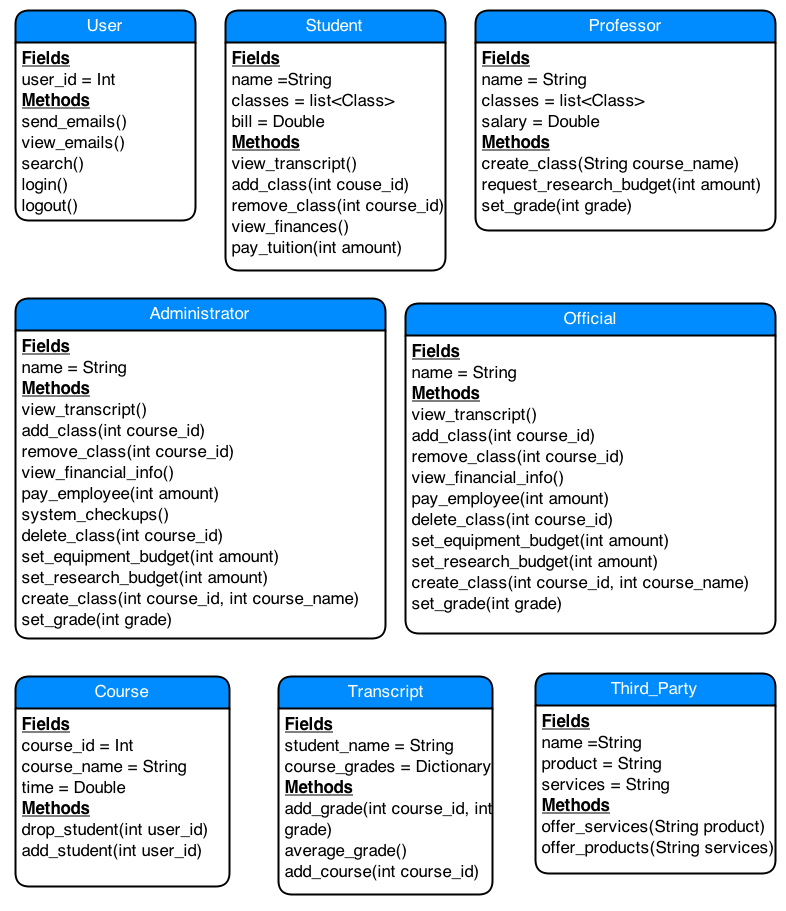 User
Fields
user_id = Int
Methods
send_emails()
view_emails()
search()
login()
logout()
Student
Fields
name =String
classes = list<Class>
bill = Double
Methods
view_transcript()
add_class(int couse_id)
remove_class(int course_id)
view_finances()
pay_tuition(int amount)
Professor
Fields
name = String
classes = list<Class>
salary = Double
Methods
create_class(String course_name)
request_research_budget(int amount)
set_grade(int grade)
Administrator
Fields
name = String
Methods
view_transcript()
add_class(int course_id)
remove_class(int course_id)
view_financial_info()
pay_employee(int amount)
system_checkups()
delete_class(int course_id)
set_equipment_budget(int amount)
set_research_budget(int amount)
create_class(int course_id, int course_name)
set_grade(int grade)
Official
Fields
name = String
Methods
view_transcript()
add_class(int course_id)
remove_class(int course_id)
view_financial_info()
pay_employee(int amount)
delete_class(int course_id)
set_equipment_budget(int amount)
set_research_budget(int amount)
create_class(int course_id, int course_name)
set_grade(int grade)
Course
Fields
course_id = Int
course_name = String
time = Double
Methods
drop_student(int user_id)
add_student(int user_id)
Transcript
Fields
student_name = String
course_grades = Dictionary
Methods
add_grade(int course_id, int
grade)
average_grade()
add_course(int course_id)
Third_Party
Fields
name =String
product = String
services = String
Methods
offer_services(String product)
offer_products(String services)